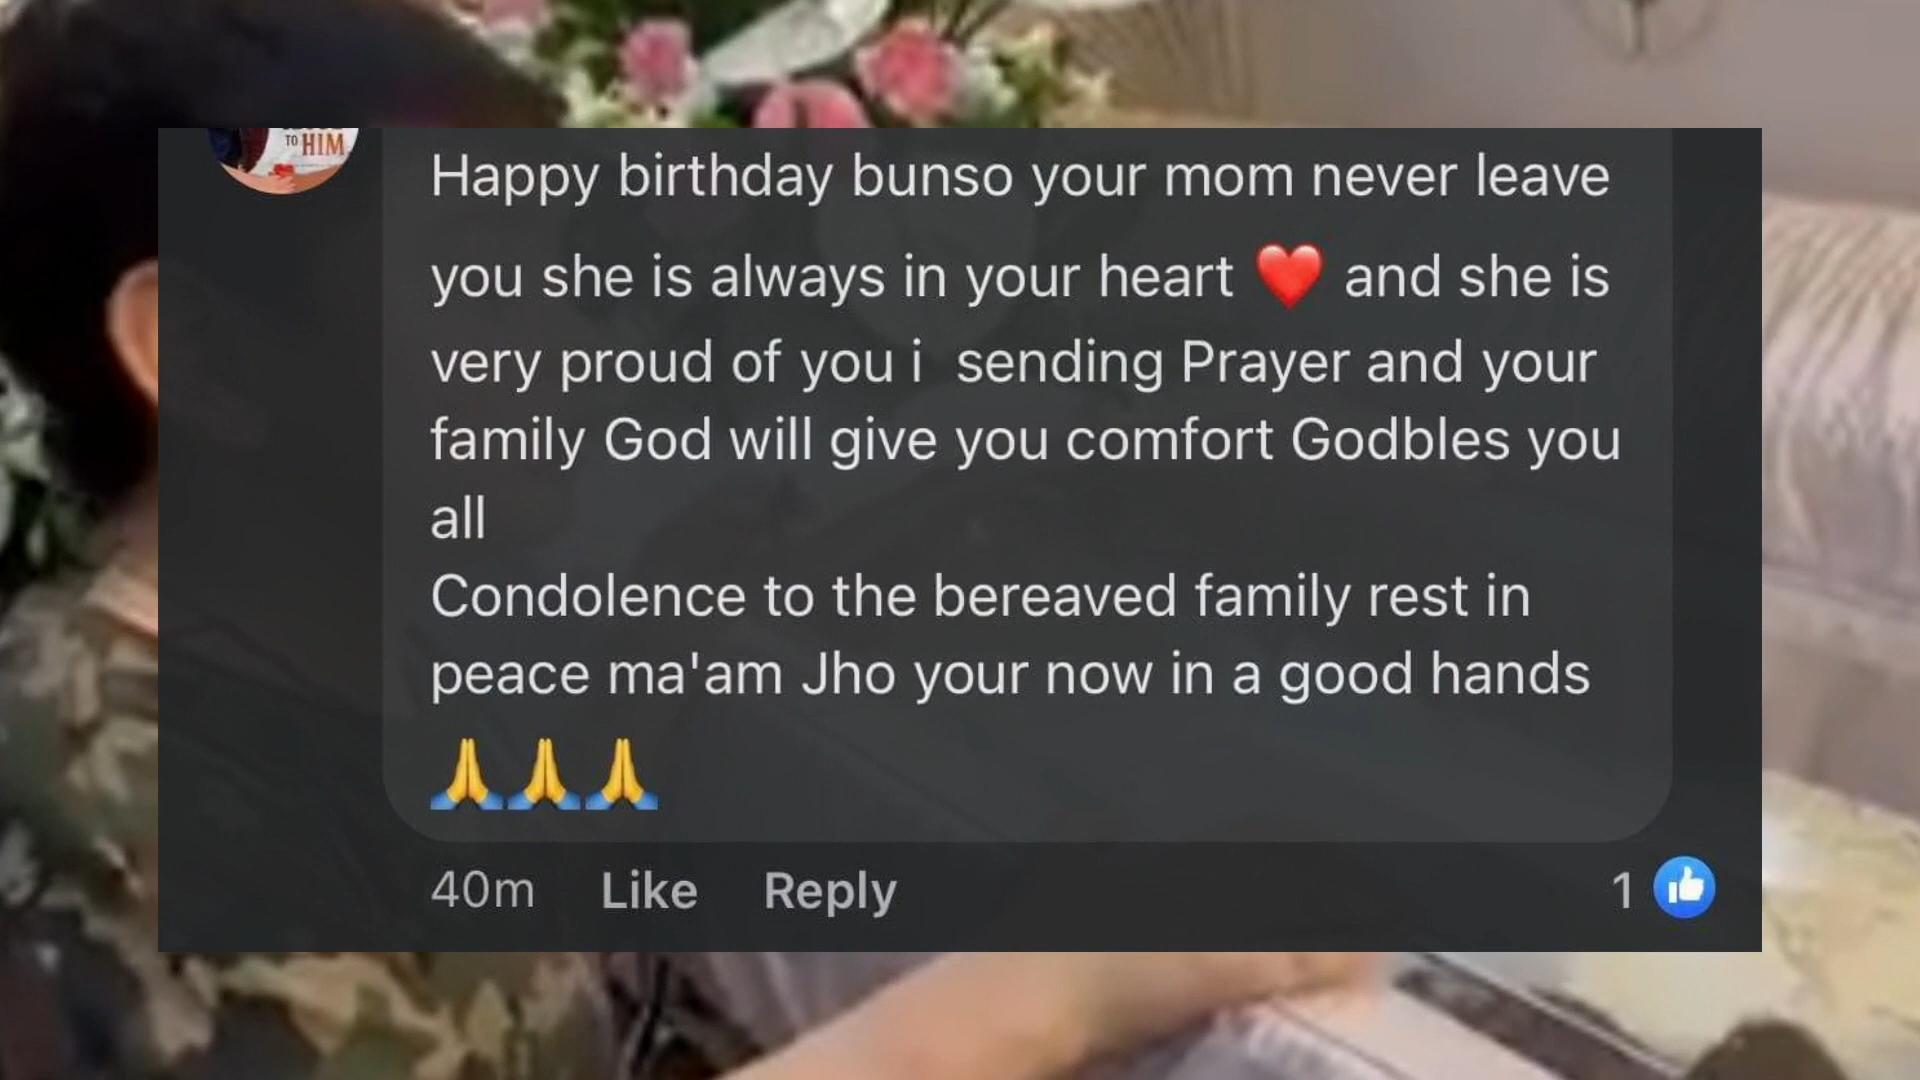 TO HIM
Happy birthday bunso your mom never leave
you she is always in your heart ❤️ and she is
very proud of you i  sending Prayer and your
family God will give you comfort Godbles you
all
Condolence to the bereaved family rest in
peace ma'am Jho your now in a good hands
🙏🙏🙏
40m Like Reply 1